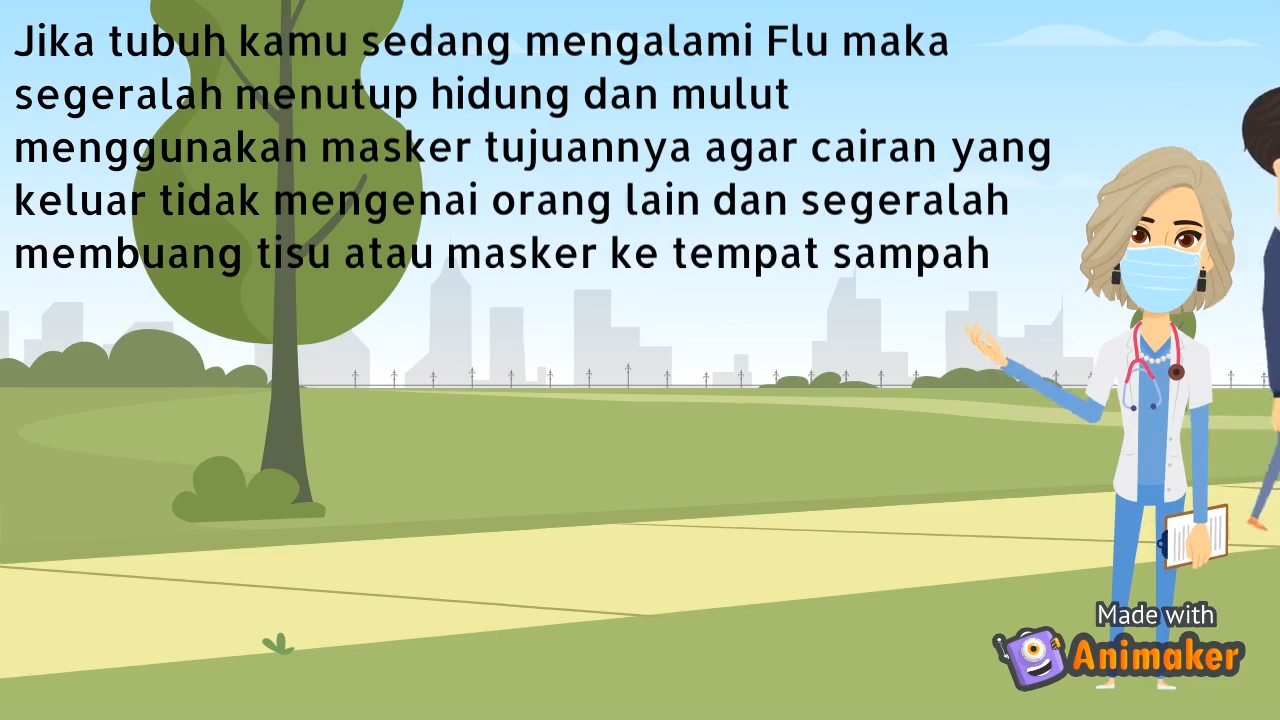 Jika tubuh kamu sedang mengalami Flu maka
segeralah menutup hidung dan mulut
menggunakan masker tujuannya agar cairan yang
keluar tidak mengenai orang lain dan segeralah
membuang tisu atau masker ke tempat sampah
Made with
Animaker